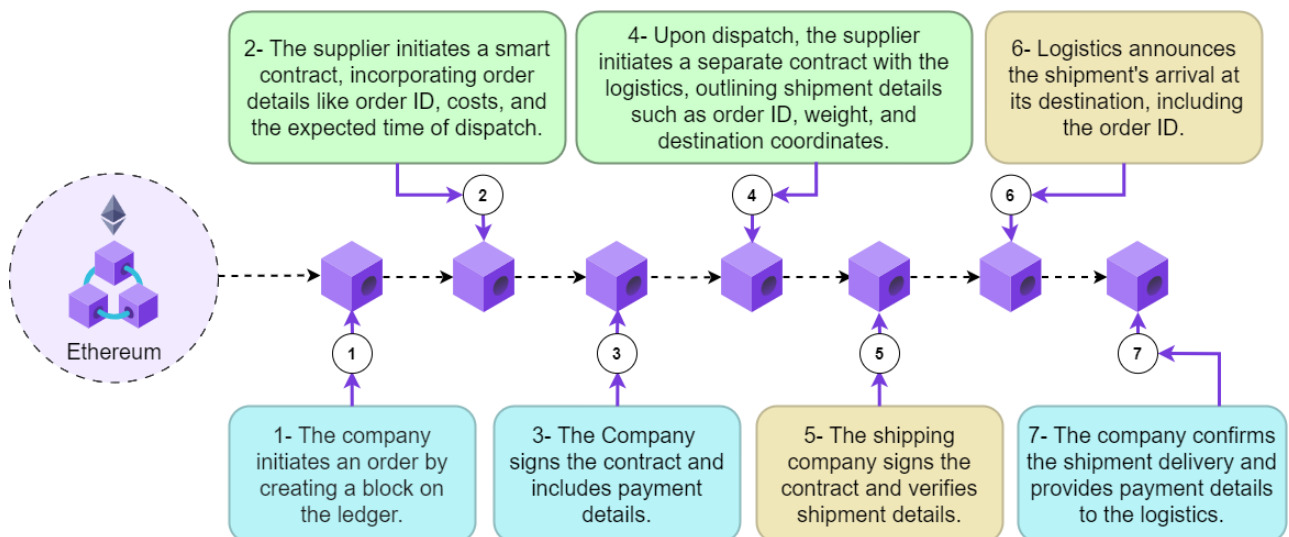 2- The supplier initiates a smart
contract, incorporating order
details like order ID, costs, and
the expected time of dispatch.
4- Upon dispatch, the supplier
initiates a separate contract with the
logistics, outlining shipment details
such as order ID, weight, and
destination coordinates.
6- Logistics announces
the shipment's arrival at
its destination, including
the order ID.
2
4
6
Ethereum
1
3
5
7
1- The company
initiates an order by
creating a block on
the ledger.
3- The Company
signs the contract and
includes payment
details.
5- The shipping
company signs the
contract and verifies
shipment details.
7- The company confirms
the shipment delivery and
provides payment details
to the logistics.